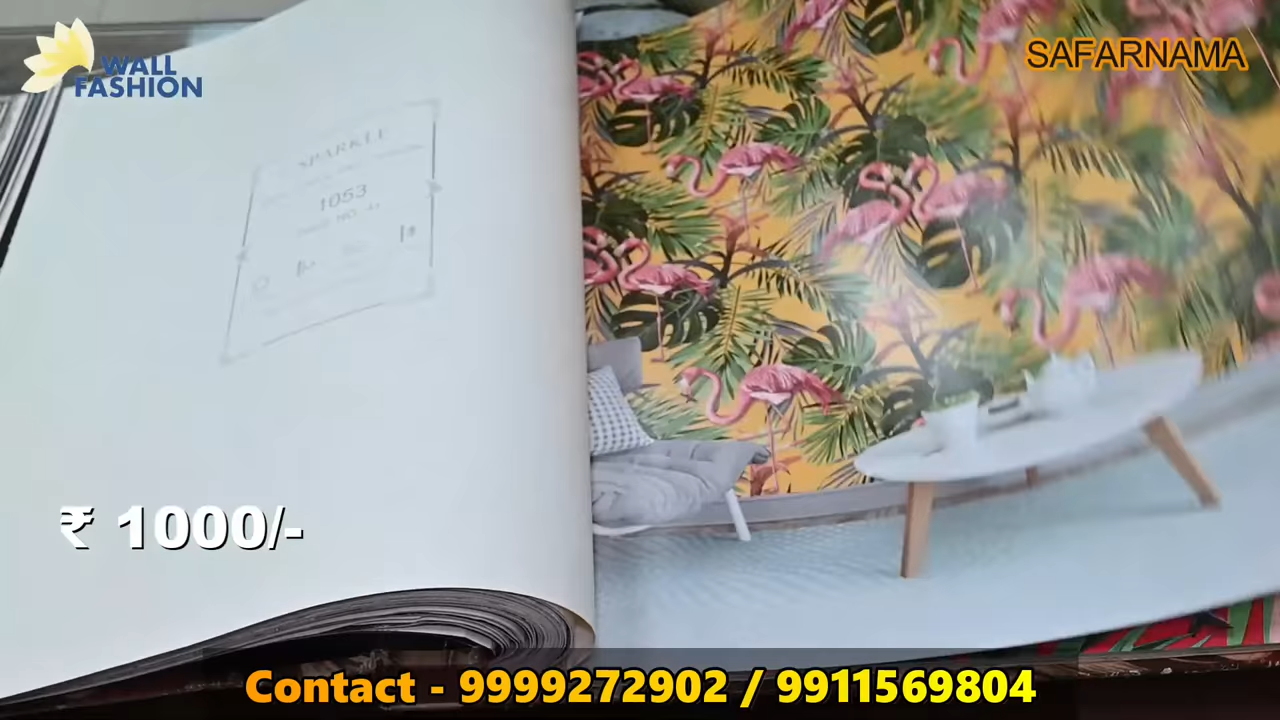 WALL
FASHION
SAFARNAMA
SPARKLE
1053
₹ 1000/-
Contact - 9999272902 / 9911569804